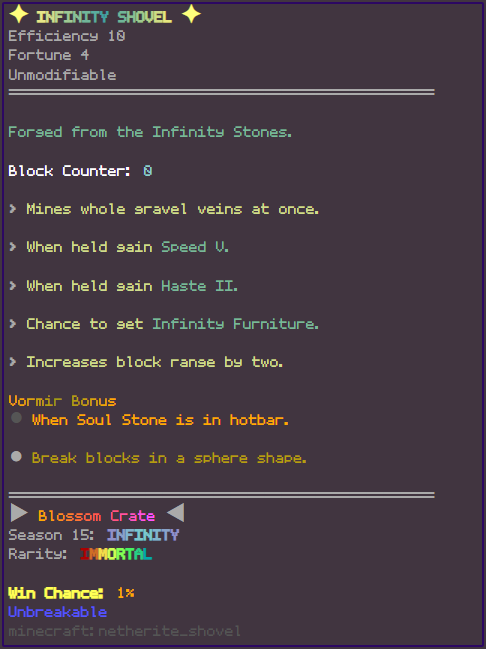 ✦ INFINITY SHOVEL ✦
Efficiency 10
Fortune 4
Unmodifiable
Forged from the Infinity Stones.
Block Counter: 0
> Mines whole gravel veins at once.
> When held gain Speed V.
> When held gain Haste II.
> Chance to get Infinity Furniture.
> Increases block range by two.
Vormir Bonus
● When Soul Stone is in hotbar.
● Break blocks in a sphere shape.
▶ Blossom Crate ◀
Season 15: INFINITY
Rarity: IMMORTAL
Win Chance: 1%
Unbreakable
minecraft:netherite_shovel